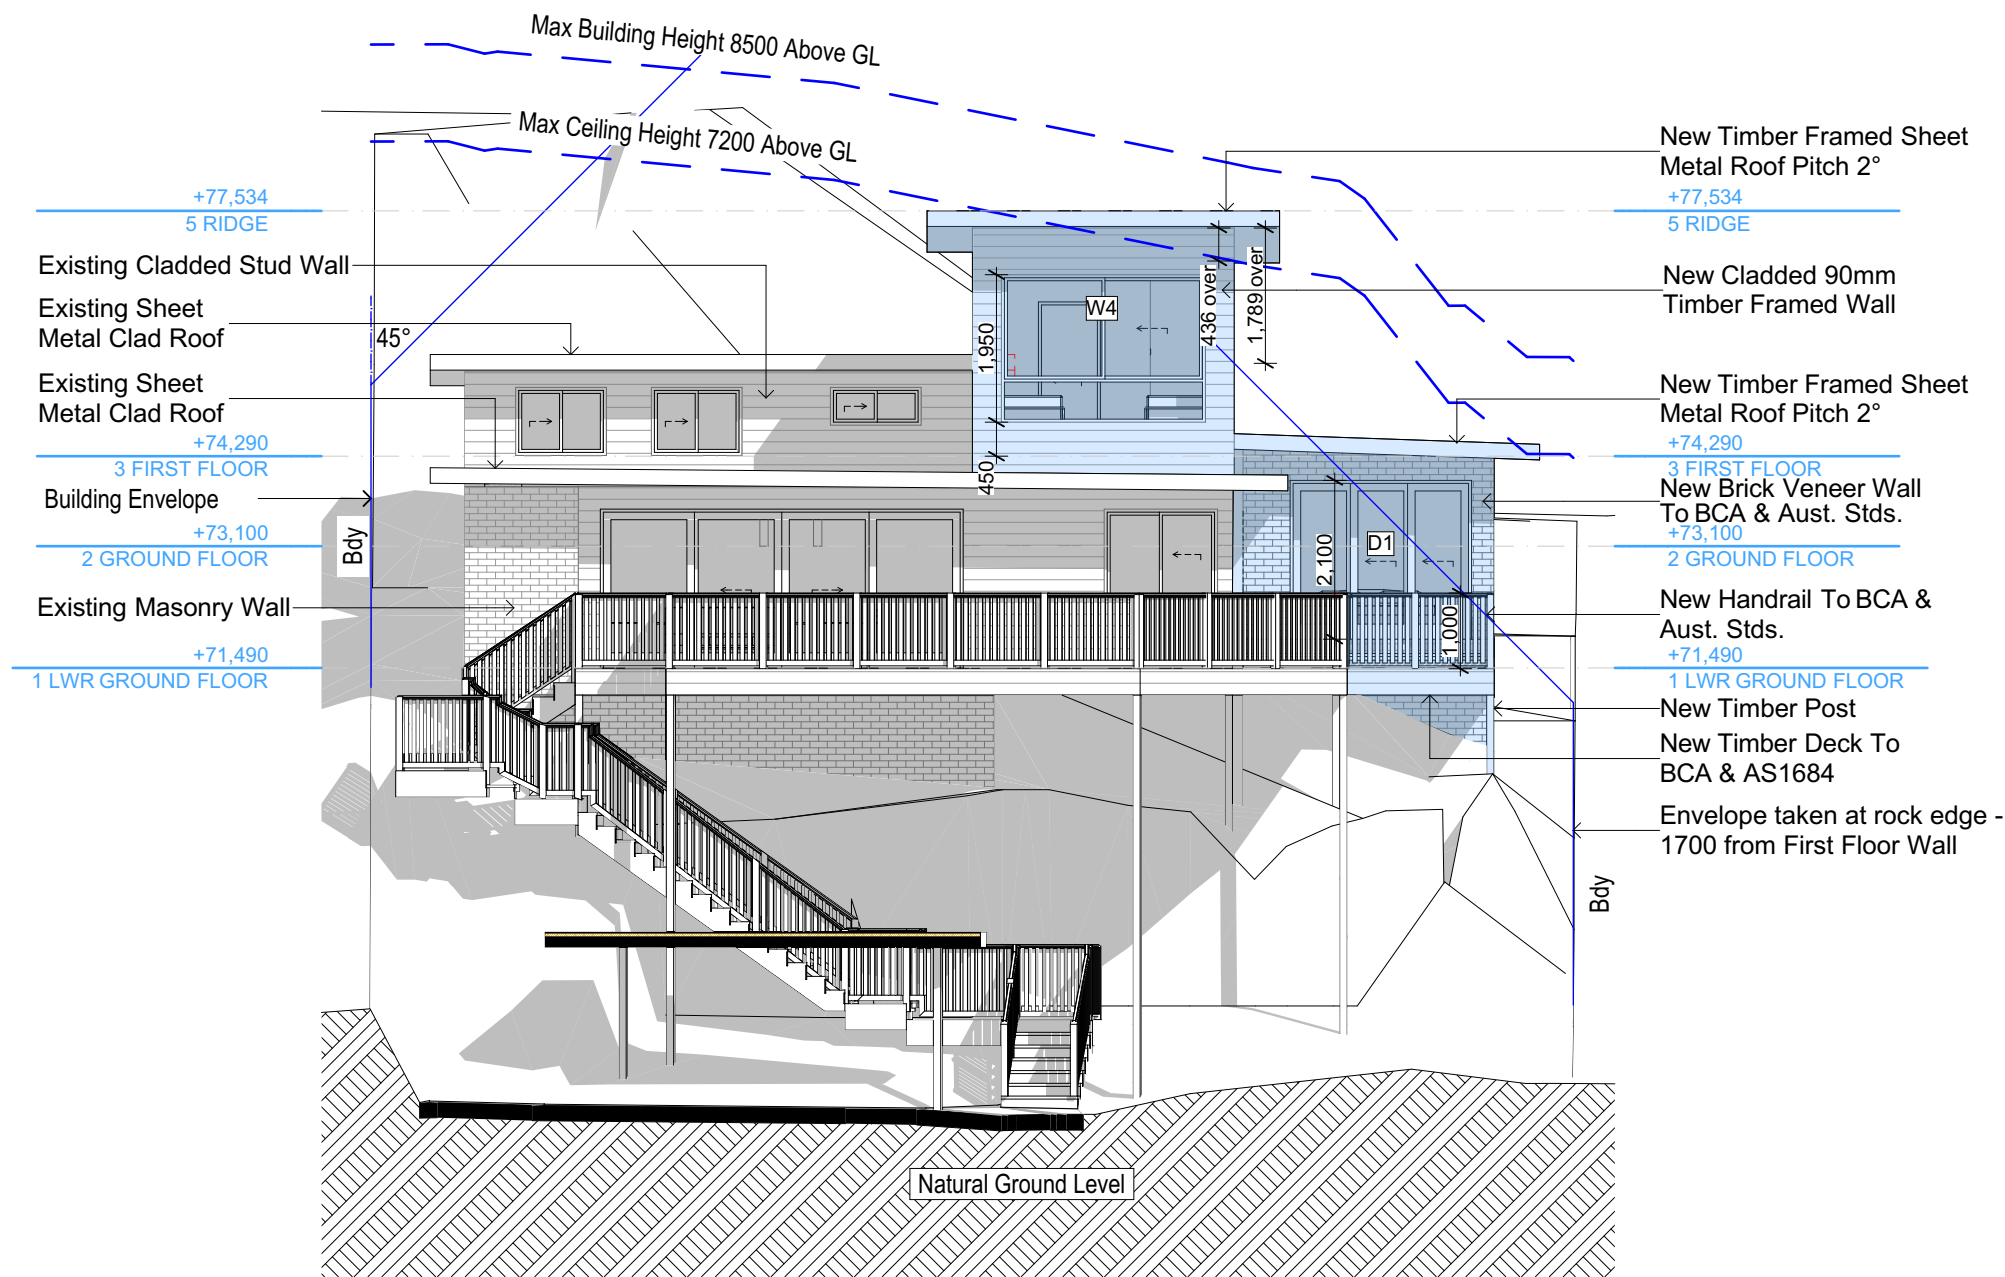 Max Building Height 8500 Above GL
Max Ceiling Height 7200 Above GL
+77,534
5 RIDGE
Existing Cladded Stud Wall
Existing Sheet
Metal Clad Roof
45°
Existing Sheet
Metal Clad Roof
+74,290
3 FIRST FLOOR
Building Envelope
Bdy
+73,100
2 GROUND FLOOR
Existing Masonry Wall
+71,490
1 LWR GROUND FLOOR
W4
1,950
450
436 over
1,789 over
D1
2,100
1,000
New Timber Framed Sheet
Metal Roof Pitch 2°
+77,534
5 RIDGE
New Cladded 90mm
Timber Framed Wall
New Timber Framed Sheet
Metal Roof Pitch 2°
+74,290
3 FIRST FLOOR
New Brick Veneer Wall
To BCA & Aust. Stds.
+73,100
2 GROUND FLOOR
New Handrail To BCA &
Aust. Stds.
+71,490
1 LWR GROUND FLOOR
New Timber Post
New Timber Deck To
BCA & AS1684
Envelope taken at rock edge -
1700 from First Floor Wall
Bdy
Natural Ground Level